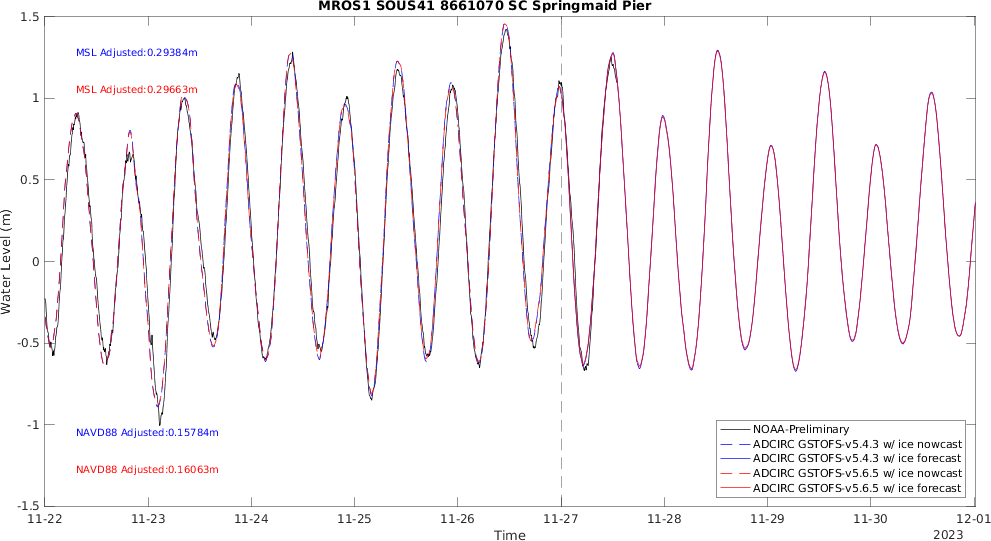 MROS1 SOUS41 8661070 SC Springmaid Pier
1.5
1
0.5
0
-0.5
-1
-1.5
Water Level (m)
MSL Adjusted:0.29384m
MSL Adjusted:0.29663m
NAVD88 Adjusted:0.15784m
NAVD88 Adjusted:0.16063m
NOAA-Preliminary
ADCIRC GSTOFS-v5.4.3 w/ ice nowcast
ADCIRC GSTOFS-v5.4.3 w/ ice forecast
ADCIRC GSTOFS-v5.6.5 w/ ice nowcast
ADCIRC GSTOFS-v5.6.5 w/ ice forecast
11-22 11-23 11-24 11-25 11-26 11-27 11-28 11-29 11-30 12-01
Time
2023